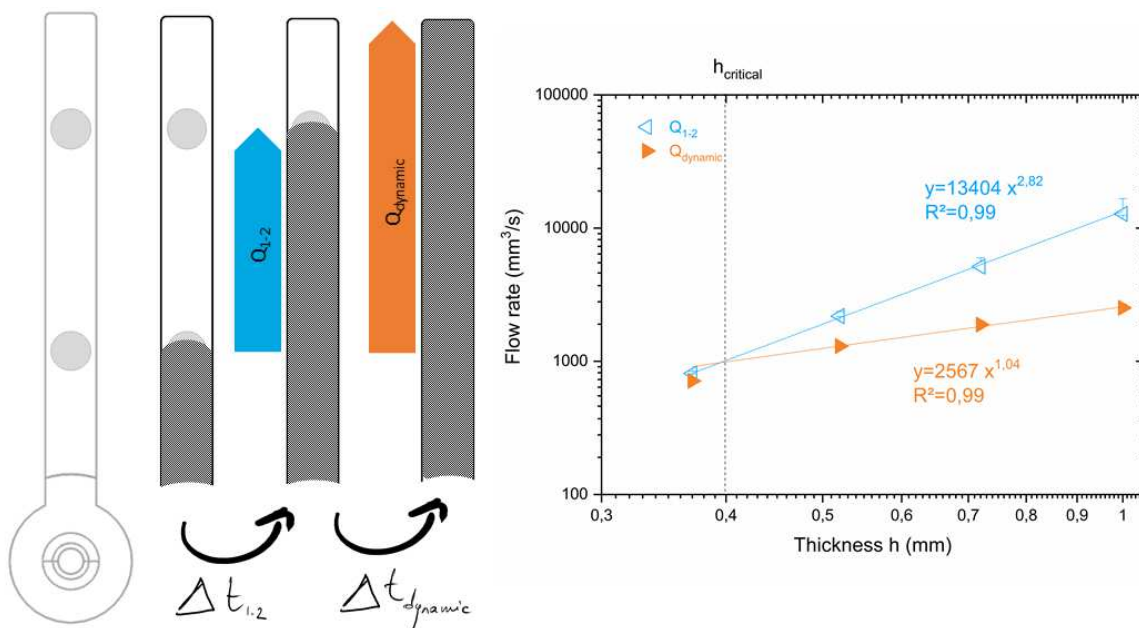 Q1-2
Qdynamic
Δt1-2
Δtdynamic
hcritical
100000
10000
1000
100
Flow rate (mm³/s)
Q1-2
Qdynamic
y=13404 x^2,82
R²=0,99
y=2567 x^1,04
R²=0,99
0,3
0,4
0,5
0,6
0,7
0,8
0,9
1
Thickness h (mm)